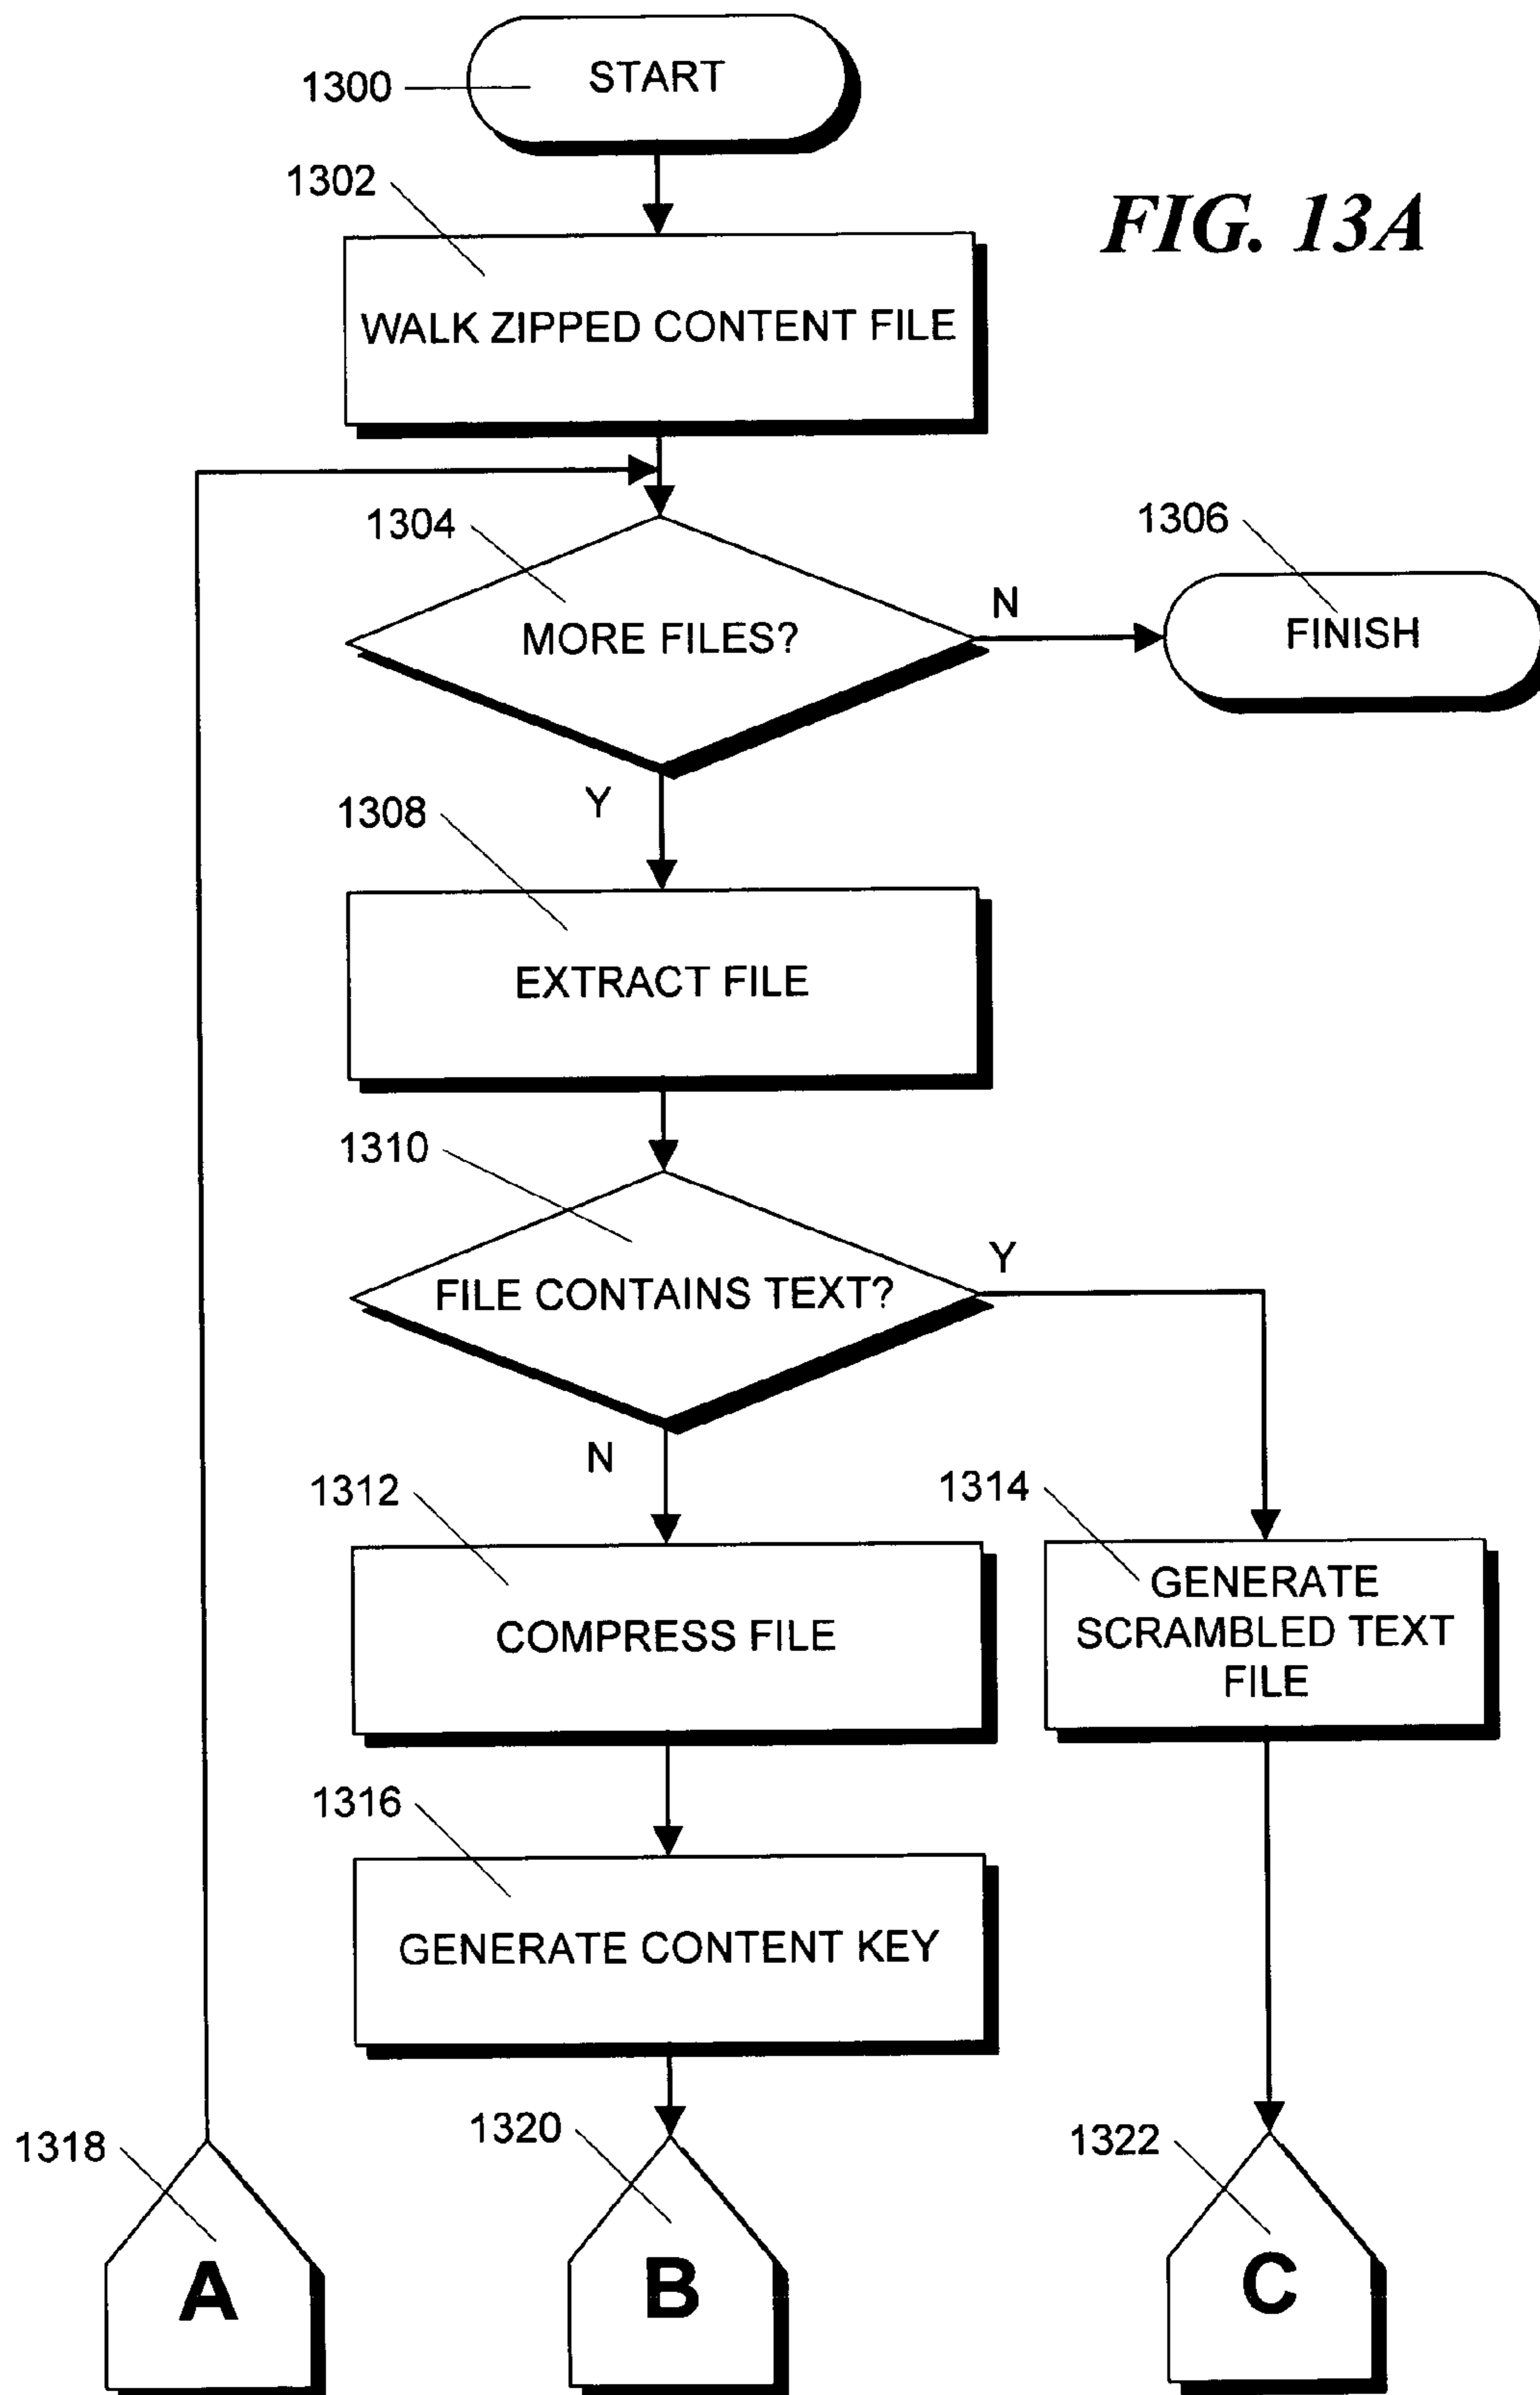 1300
START
1302
FIG. 13A
WALK ZIPPED CONTENT FILE
1304
MORE FILES?
N
1306
FINISH
Y
1308
EXTRACT FILE
1310
FILE CONTAINS TEXT?
Y
N
1312
COMPRESS FILE
1314
GENERATE
SCRAMBLED TEXT
FILE
1316
GENERATE CONTENT KEY
1318
A
1320
B
1322
C